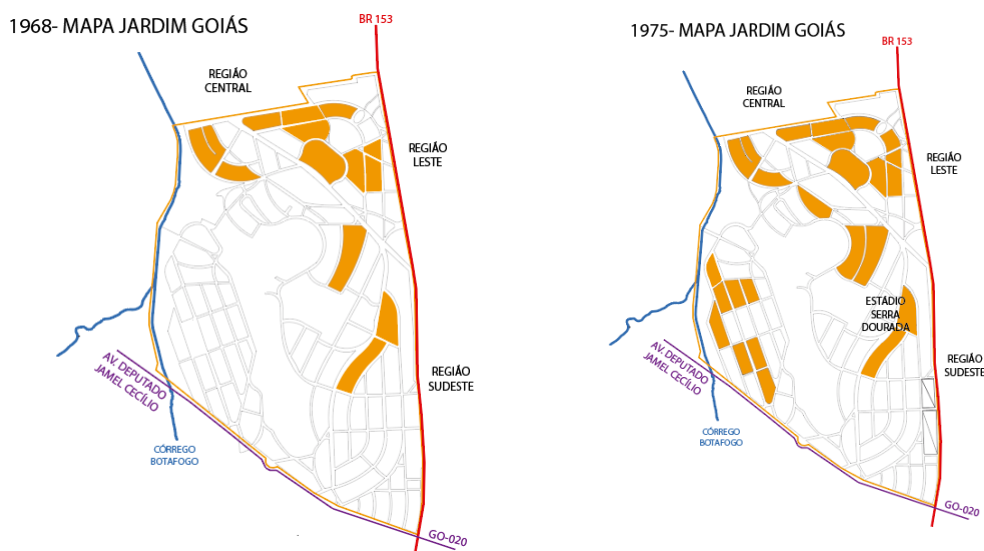 1968- MAPA JARDIM GOIÁS
BR 153
REGIÃO
CENTRAL
REGIÃO
LESTE
REGIÃO
SUDESTE
AV. DEPUTADO
JAMEL CECÍLIO
CÓRREGO
BOTAFOGO
GO-020
1975- MAPA JARDIM GOIÁS
BR 153
REGIÃO
CENTRAL
REGIÃO
LESTE
ESTÁDIO
SERRA
DOURADA
REGIÃO
SUDESTE
AV. DEPUTADO
JAMEL CECÍLIO
CÓRREGO
BOTAFOGO
GO-020